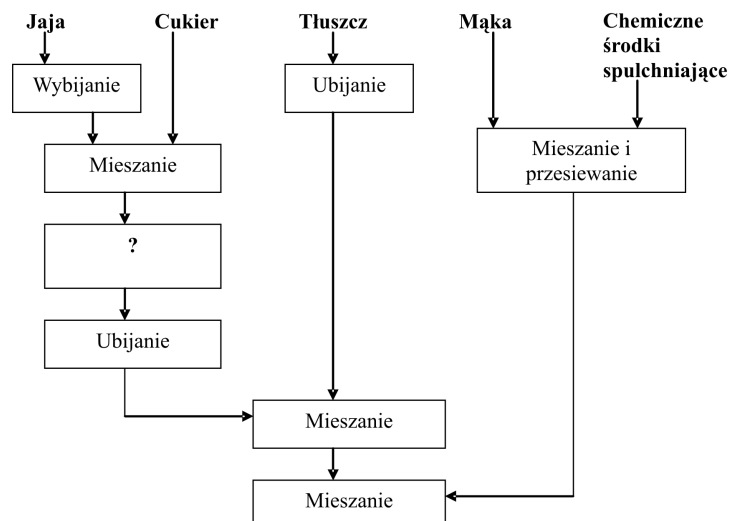 Jaja
Cukier
Tłuszcz
Mąka
Chemiczne
środki
spulchniające
Wybijanie
Ubijanie
Mieszanie
Mieszanie i
przesiewanie
?
Ubijanie
Mieszanie
Mieszanie